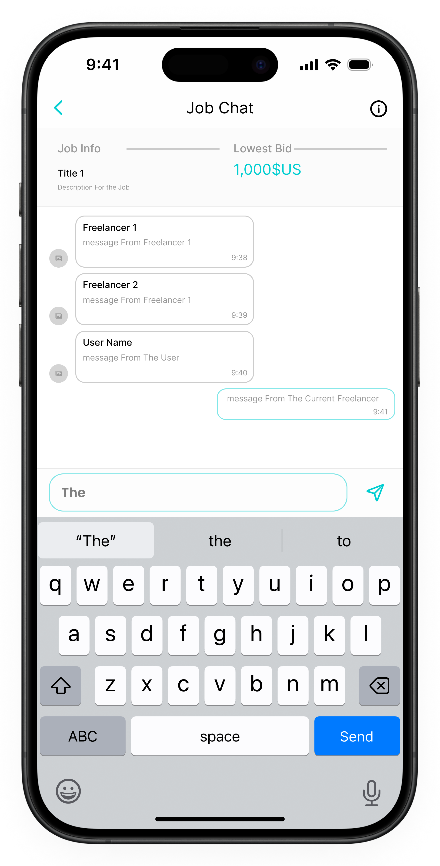 9:41
Job Chat
Job Info
Lowest Bid
Title 1
1,000$US
Description For the Job
Freelancer 1
message From Freelancer 1
9:38
Freelancer 2
message From Freelancer 1
9:39
User Name
message From The User
9:40
message From The Current Freelancer
9:41
The
“The” the to
q w e r t y u i o p
a s d f g h j k l
z x c v b n m
ABC space Send